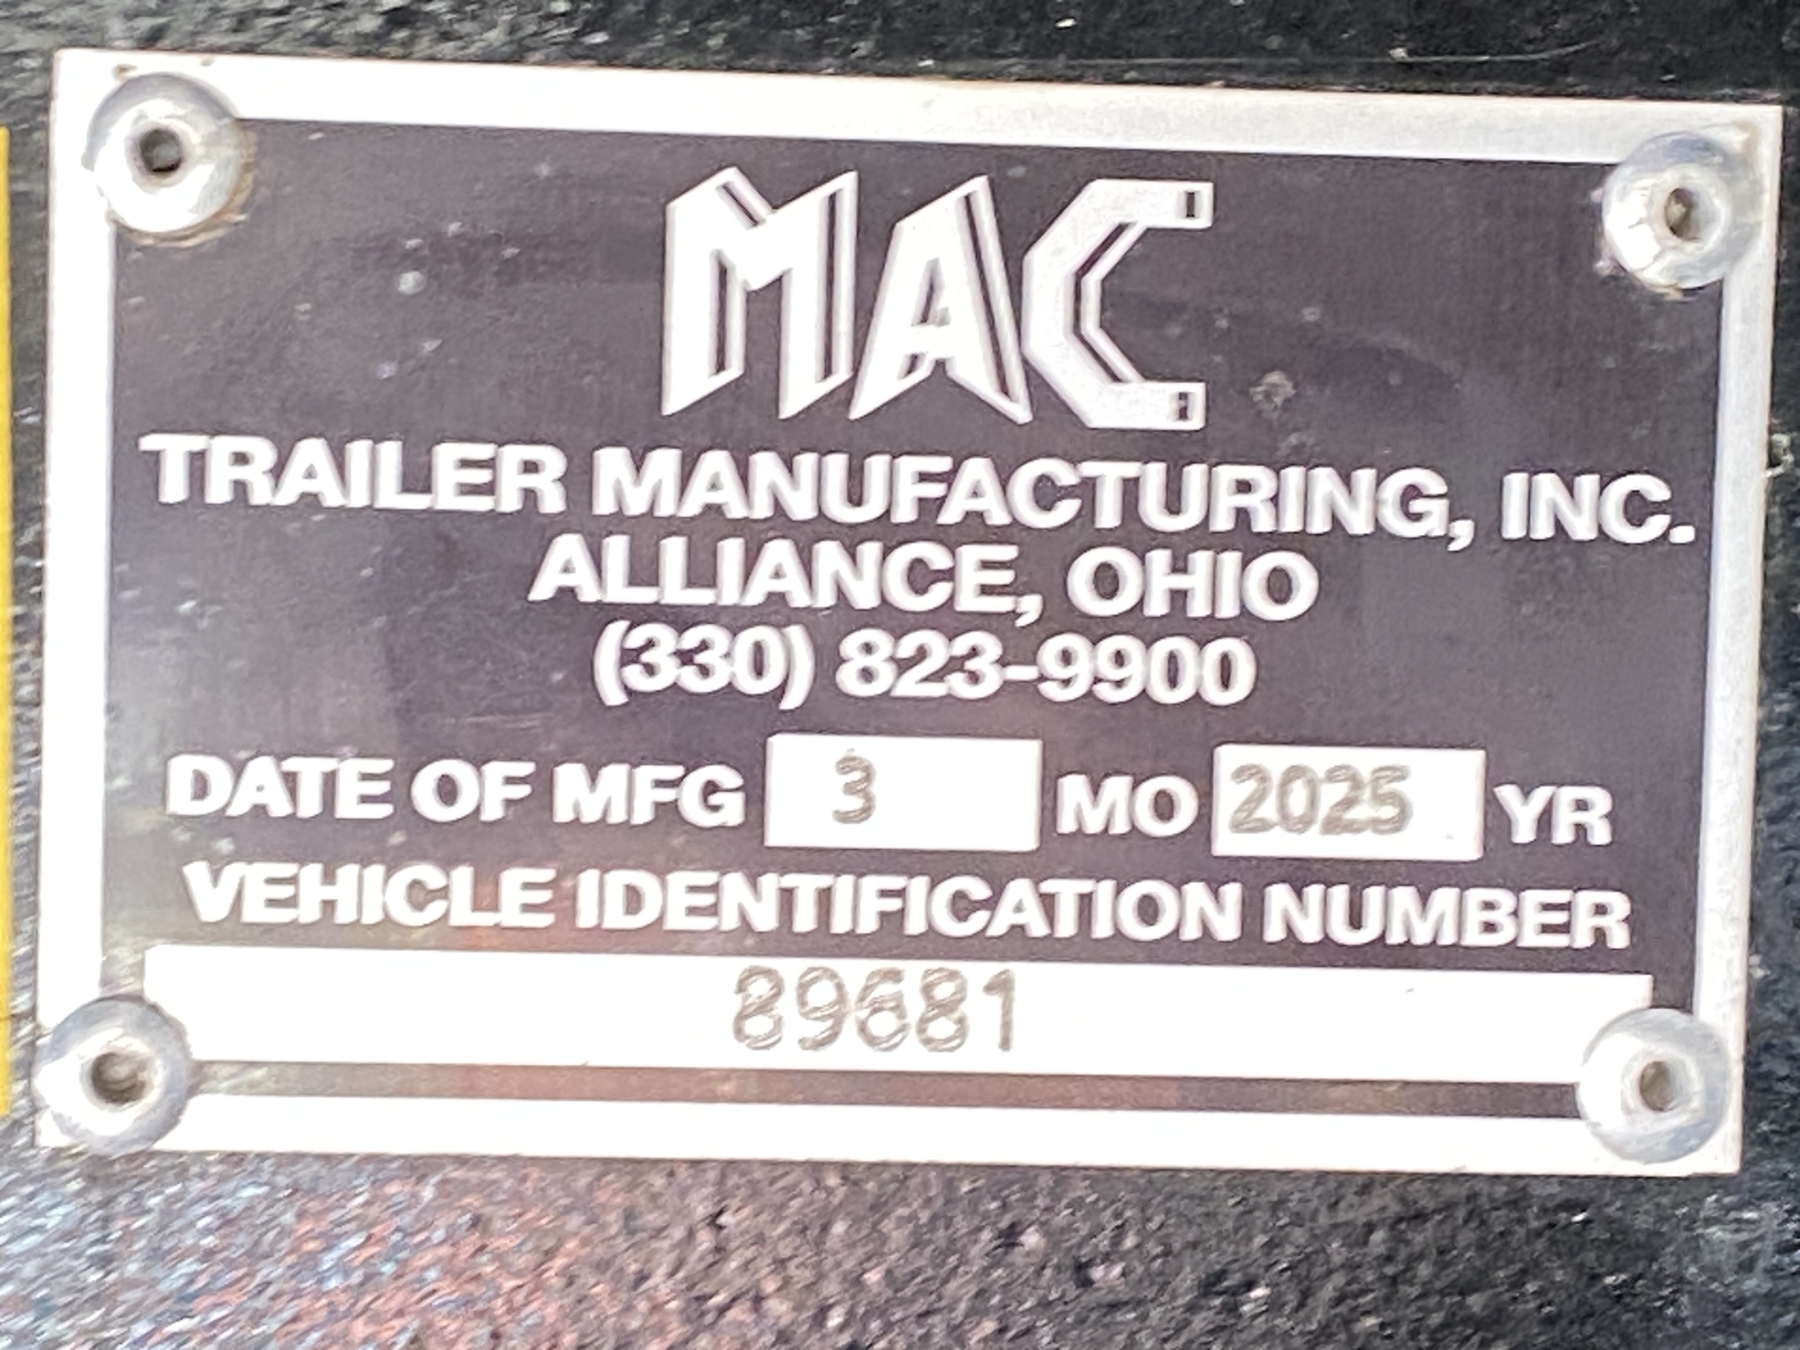 MAC
TRAILER MANUFACTURING, INC.
ALLIANCE, OHIO
(330) 823-9900
DATE OF MFG 3 MO 2025 YR
VEHICLE IDENTIFICATION NUMBER
89681